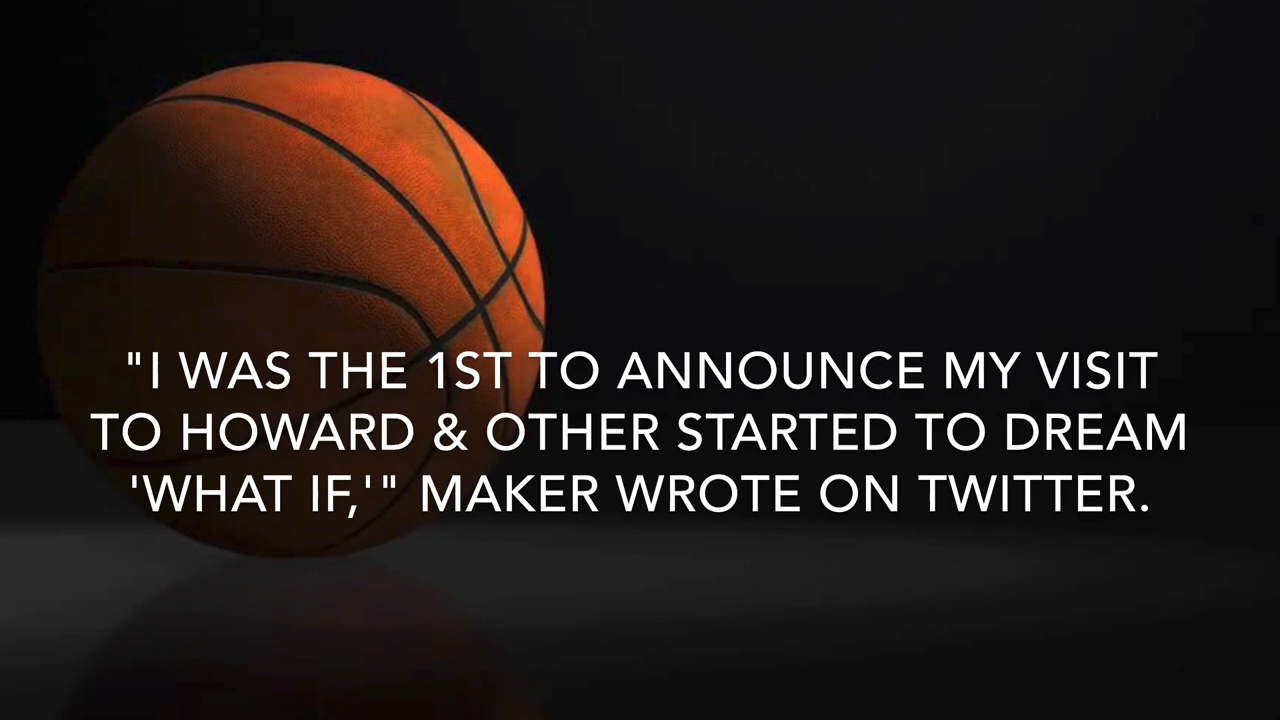 "I WAS THE 1ST TO ANNOUNCE MY VISIT
TO HOWARD & OTHER STARTED TO DREAM
'WHAT IF,'" MAKER WROTE ON TWITTER.